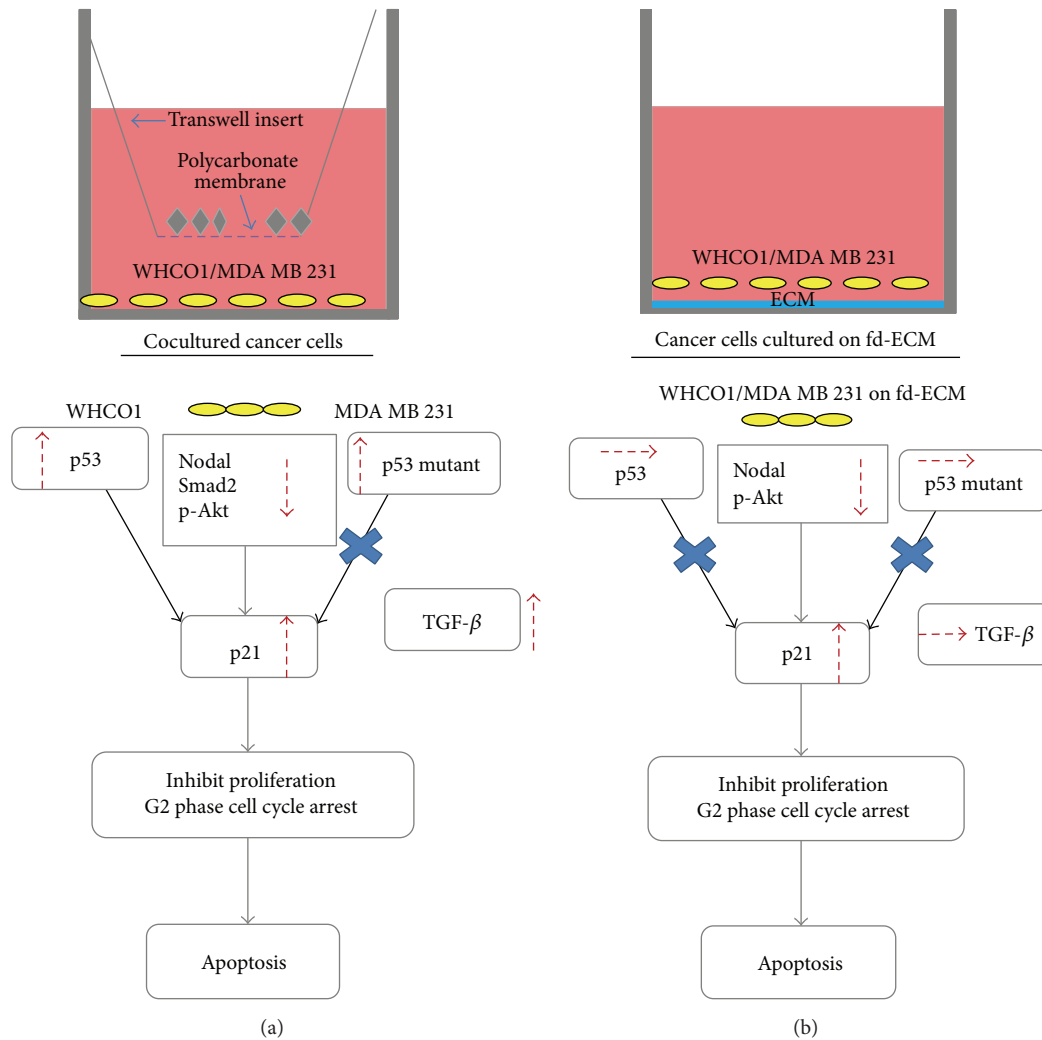 Transwell insert
Polycarbonate
membrane
WHCO1/MDA MB 231
Cocultured cancer cells
WHCO1
MDA MB 231
p53
Nodal
Smad2
p-Akt
p53 mutant
TGF-β
p21
Inhibit proliferation
G2 phase cell cycle arrest
Apoptosis
(a)
WHCO1/MDA MB 231
ECM
Cancer cells cultured on fd-ECM
WHCO1/MDA MB 231 on fd-ECM
p53
Nodal
p-Akt
p53 mutant
TGF-β
p21
Inhibit proliferation
G2 phase cell cycle arrest
Apoptosis
(b)